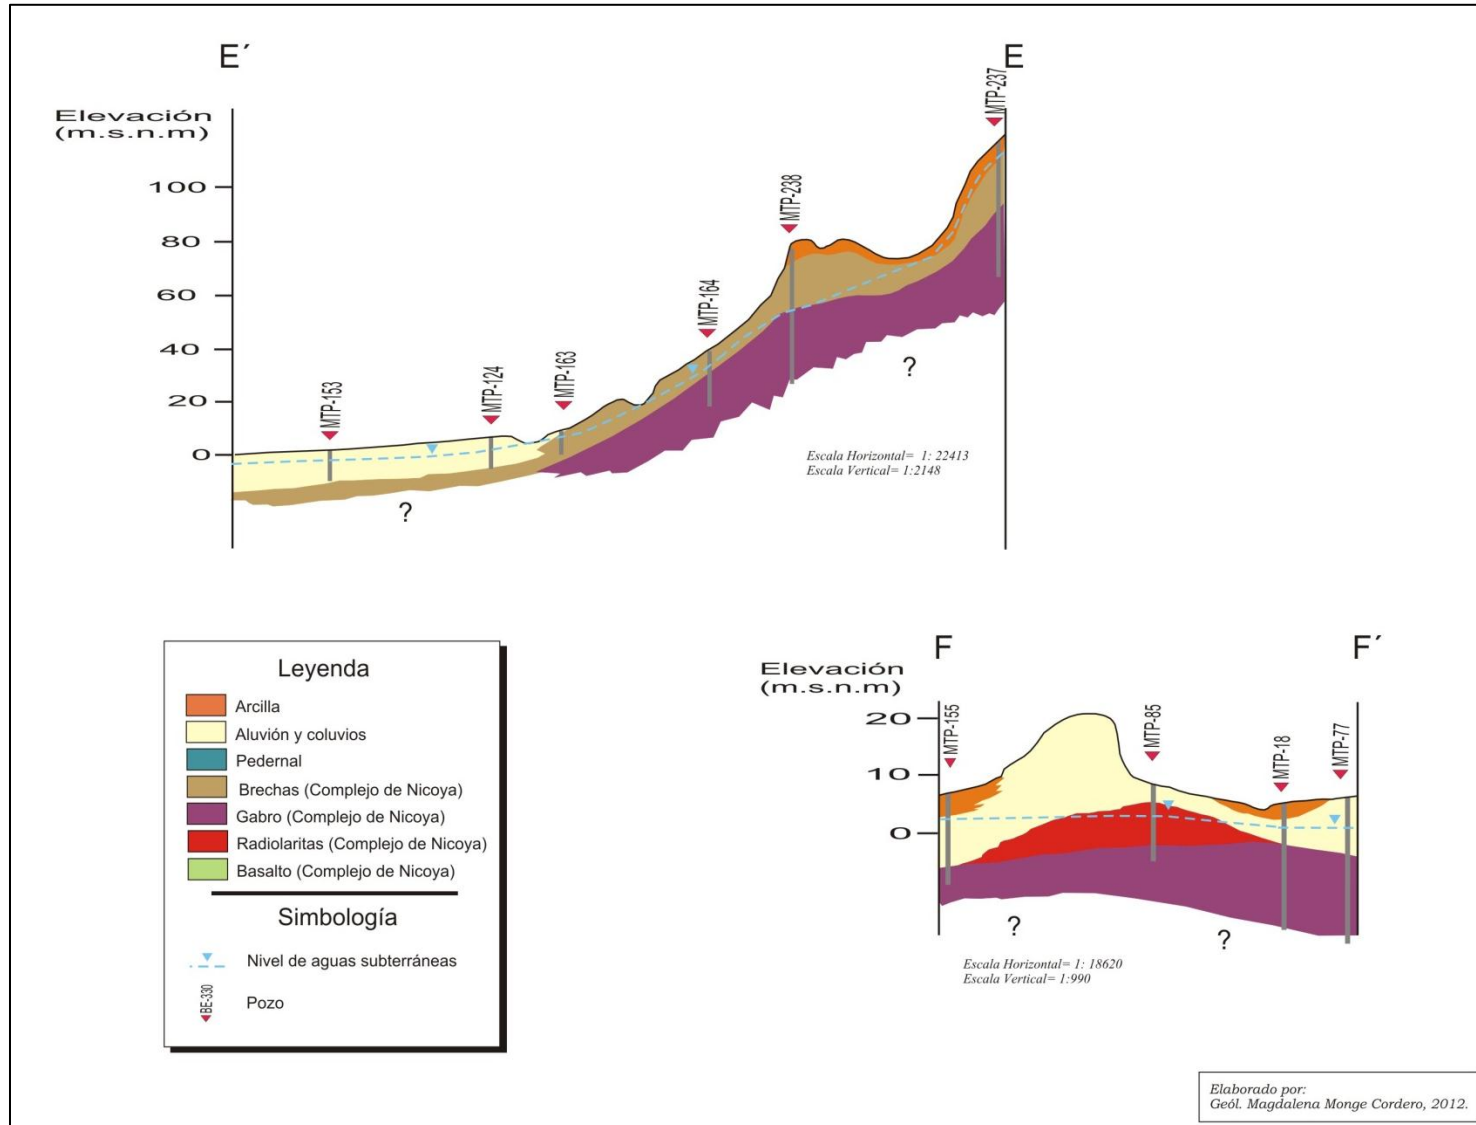 E´
E
Elevación
(m.s.n.m)
100
80
60
40
20
0
MTP-153
MTP-124
MTP-163
MTP-164
MTP-238
MTP-237
?
?
Escala Horizontal= 1: 22413
Escala Vertical= 1:2148
Leyenda
Arcilla
Aluvión y coluvios
Pedernal
Brechas (Complejo de Nicoya)
Gabro (Complejo de Nicoya)
Radiolaritas (Complejo de Nicoya)
Basalto (Complejo de Nicoya)
Simbología
Nivel de aguas subterráneas
BE-330
Pozo
F
F´
Elevación
(m.s.n.m)
20
10
0
MTP-155
MTP-85
MTP-18
MTP-77
?
?
Escala Horizontal= 1: 18620
Escala Vertical= 1:990
Elaborado por:
Geól. Magdalena Monge Cordero, 2012.